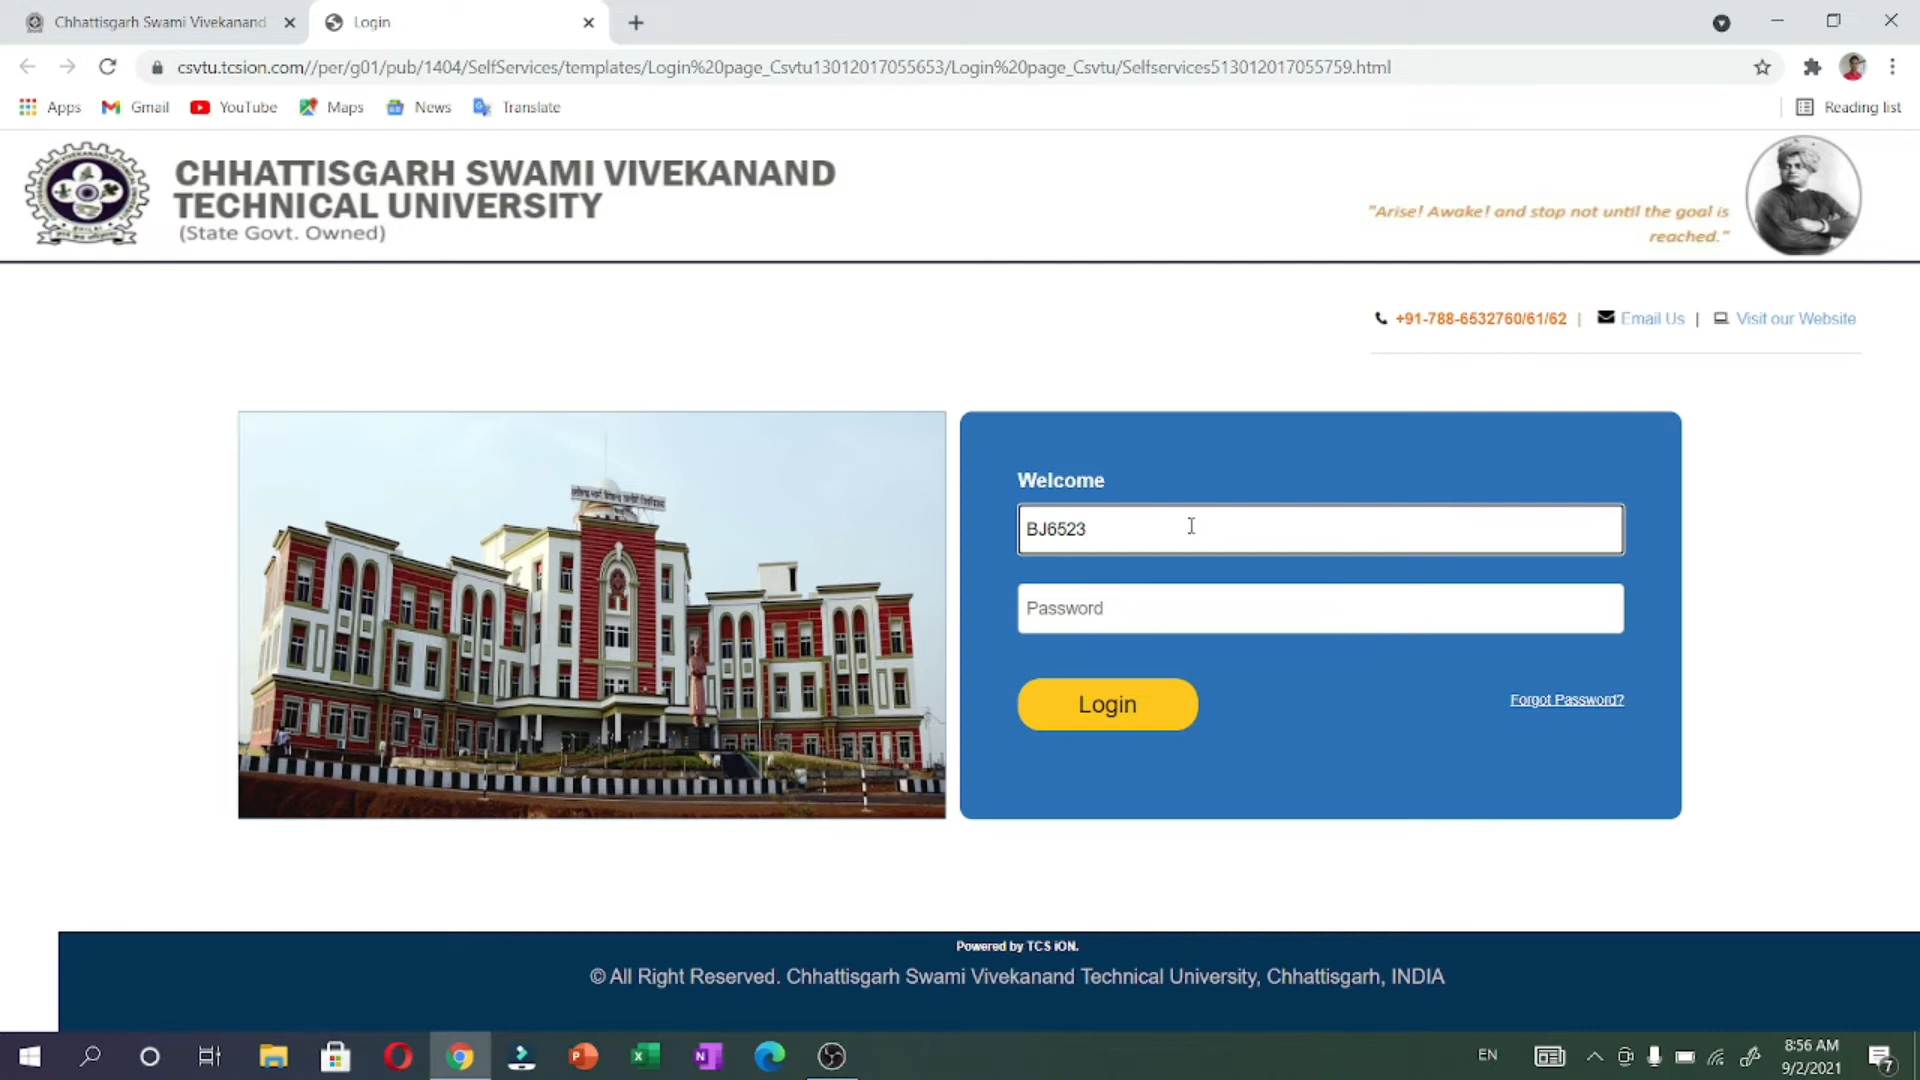 Chhattisgarh Swami Vivekanand
Login
csvtu.tcsion.com//per/g01/pub/1404/SelfServices/templates/Login%20page_Csvtu13012017055653/Login%20page_Csvtu/Selfservices513012017055759.html
Apps Gmail YouTube Maps News Translate Reading list
CHHATTISGARH SWAMI VIVEKANAND
TECHNICAL UNIVERSITY
(State Govt. Owned)
"Arise! Awake! and stop not until the goal is
reached."
+91-788-6532760/61/62 | Email Us | Visit our Website
Welcome
BJ6523
Password
Login
Forgot Password?
Powered by TCS iON.
© All Right Reserved. Chhattisgarh Swami Vivekanand Technical University, Chhattisgarh, INDIA
EN
8:56 AM
9/2/2021
7